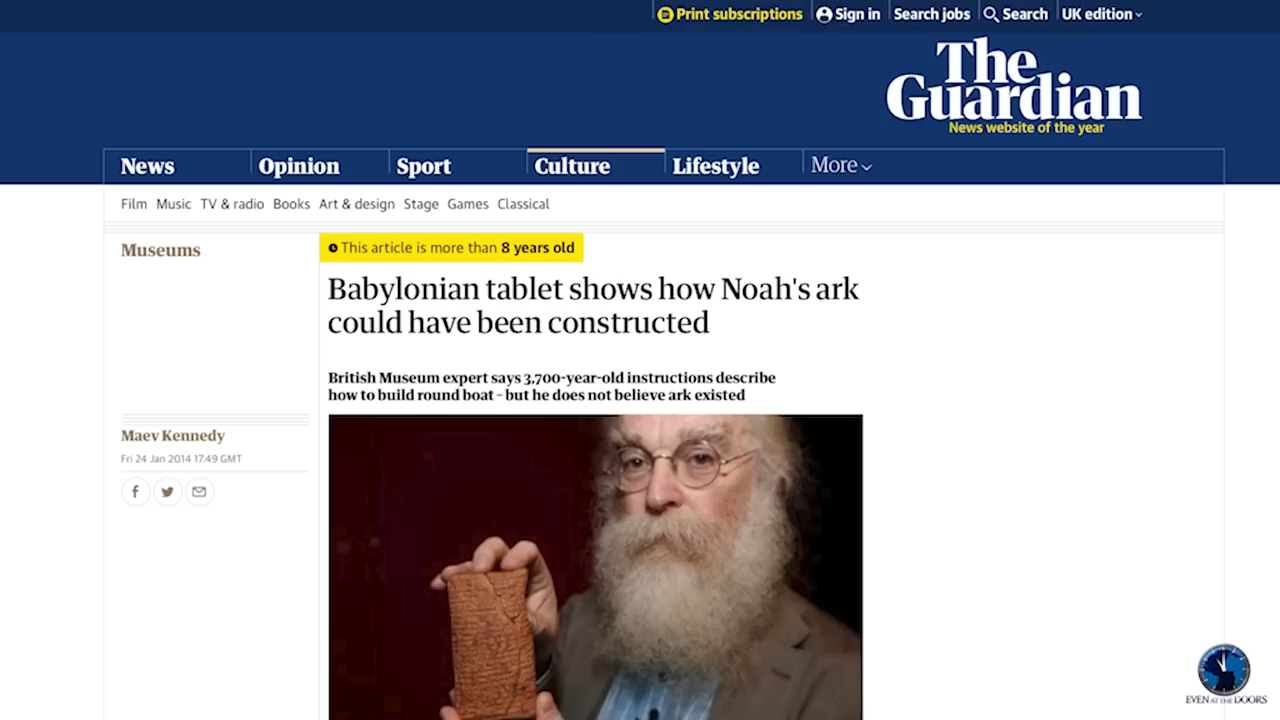 Print subscriptions
Sign in
Search jobs
Search
UK edition
The
Guardian
News website of the year
News
Opinion
Sport
Culture
Lifestyle
More
Film Music TV & radio Books Art & design Stage Games Classical
Museums
This article is more than 8 years old
Babylonian tablet shows how Noah's ark
could have been constructed
British Museum expert says 3,700-year-old instructions describe
how to build round boat – but he does not believe ark existed
Maev Kennedy
Fri 24 Jan 2014 17.49 GMT
EVEN AT THE DOORS